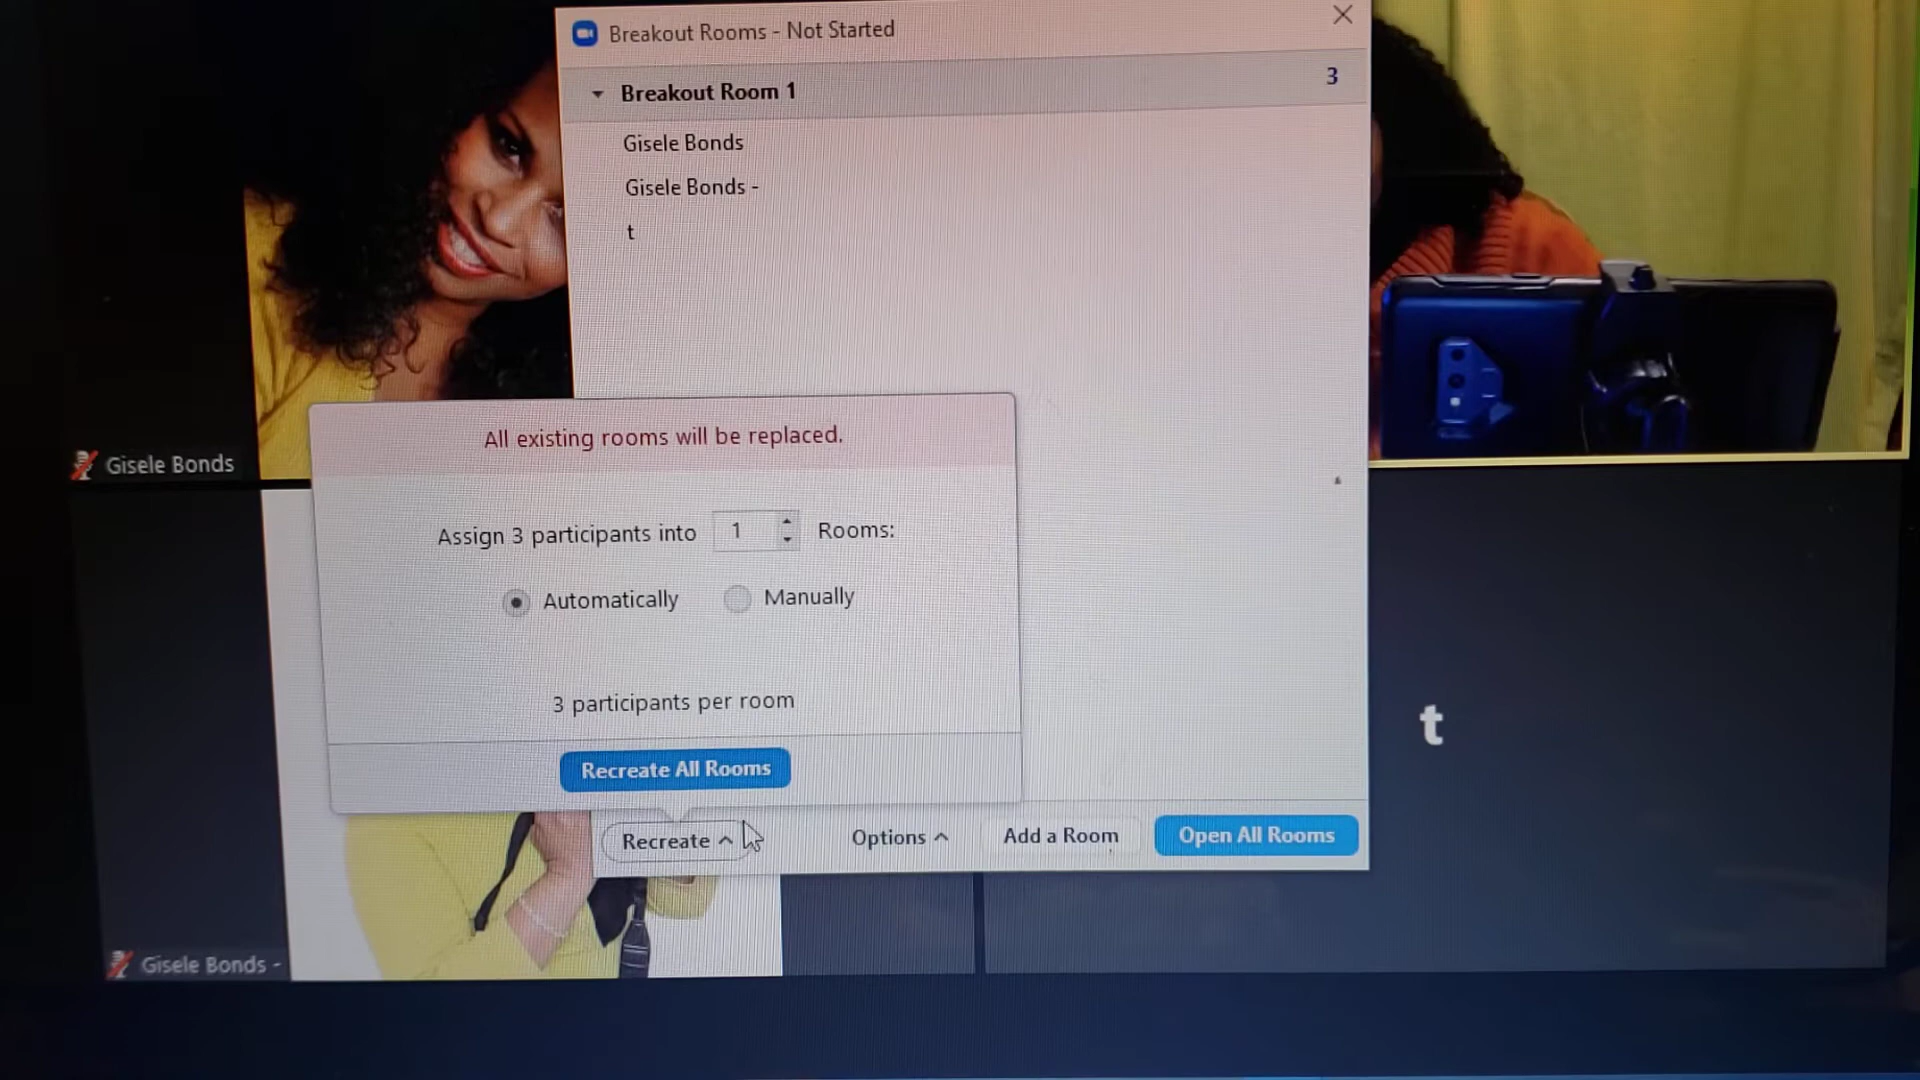 Breakout Rooms - Not Started
Breakout Room 1 3
Gisele Bonds
Gisele Bonds -
t
All existing rooms will be replaced.
Assign 3 participants into 1 Rooms:
Automatically Manually
3 participants per room
Recreate All Rooms
Recreate Options Add a Room Open All Rooms
Gisele Bonds
t
Gisele Bonds -